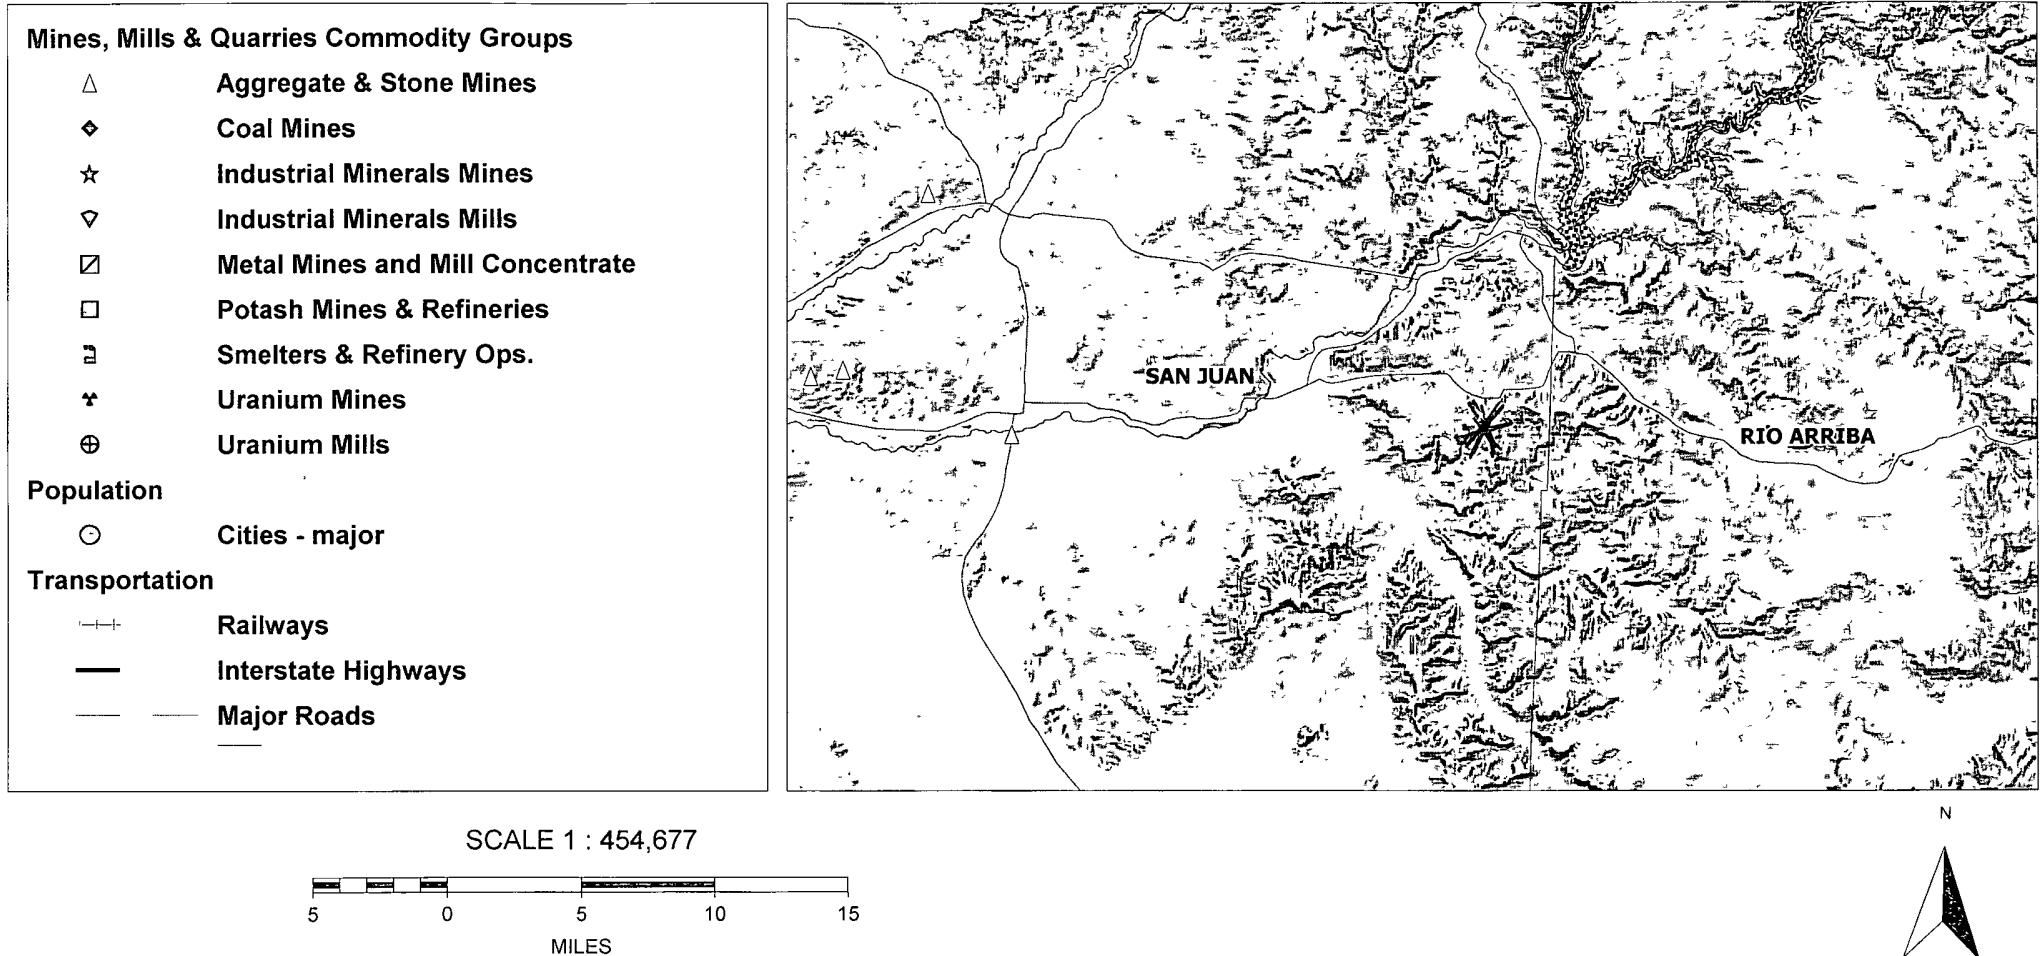 Mines, Mills & Quarries Commodity Groups
Aggregate & Stone Mines
Coal Mines
Industrial Minerals Mines
Industrial Minerals Mills
Metal Mines and Mill Concentrate
Potash Mines & Refineries
Smelters & Refinery Ops.
Uranium Mines
Uranium Mills
Population
Cities - major
Transportation
Railways
Interstate Highways
Major Roads
SAN JUAN
RIO ARRIBA
SCALE 1 : 454,677
5 0 5 10 15
MILES
N